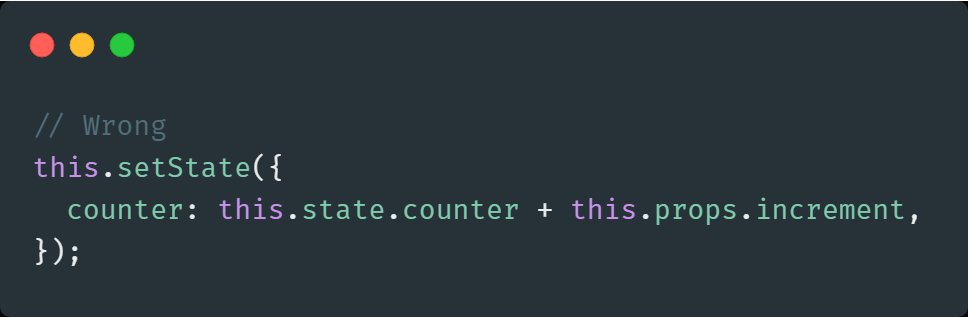 // Wrong
this.setState({
  counter: this.state.counter + this.props.increment,
});